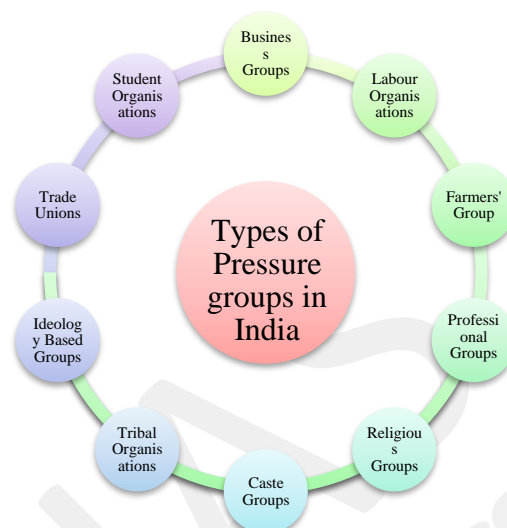 Types of
Pressure
groups in
India
Busines
s
Groups
Labour
Organis
ations
Farmers'
Group
Professi
onal
Groups
Religiou
s
Groups
Caste
Groups
Tribal
Organis
ations
Ideolog
y Based
Groups
Trade
Unions
Student
Organis
ations